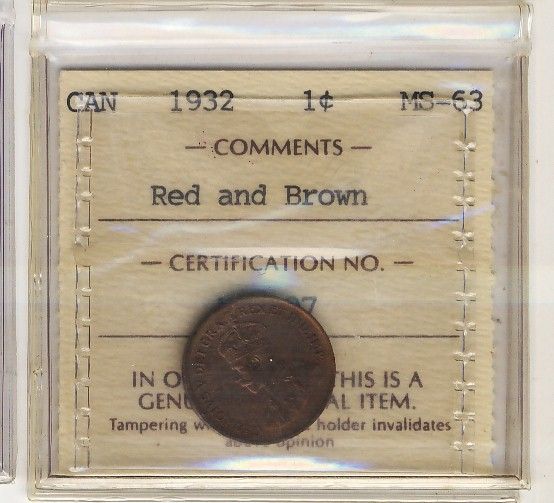 CAN 1932 1¢ MS-63
— COMMENTS —
Red and Brown
— CERTIFICATION NO. —
7
IN O THIS IS A
GENU AL ITEM.
Tampering w holder invalidates
opinion